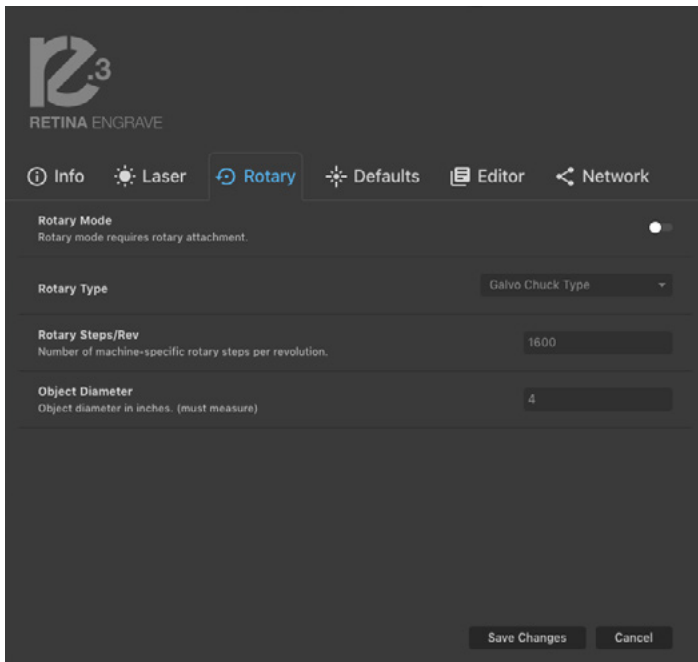 re.3
RETINA ENGRAVE
Info Laser Rotary Defaults Editor Network
Rotary Mode
Rotary mode requires rotary attachment.
Rotary Type
Galvo Chuck Type
Rotary Steps/Rev
Number of machine-specific rotary steps per revolution.
1600
Object Diameter
Object diameter in inches. (must measure)
4
Save Changes Cancel